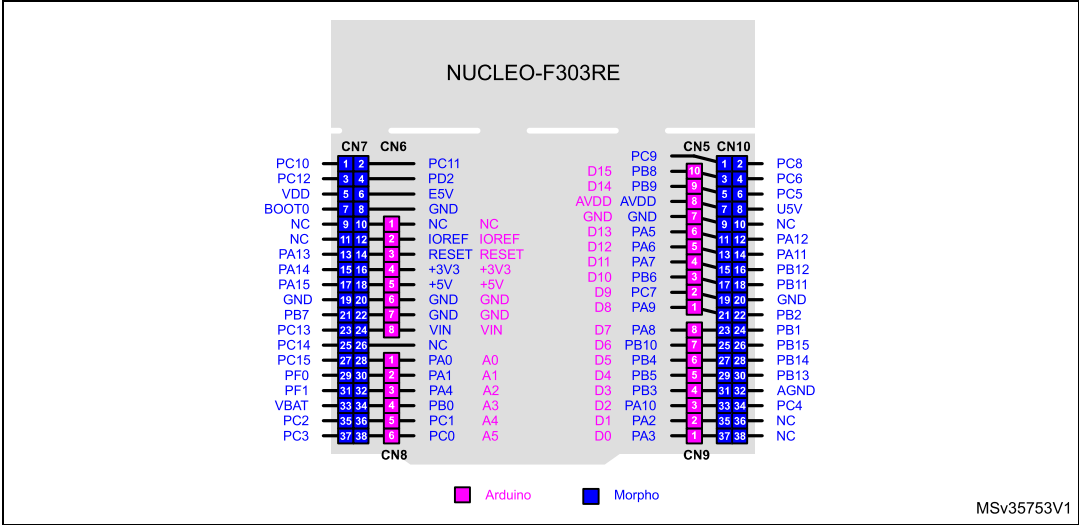 NUCLEO-F303RE
CN7 CN6 CN5 CN10
PC9
PC10 1 2 PC11 D15 PB8 10 1 2 PC8
PC12 3 4 PD2 D14 PB9 9 3 4 PC6
VDD 5 6 E5V AVDD AVDD 8 5 6 PC5
BOOT0 7 8 GND GND GND 7 7 8 U5V
NC 9 10 1 NC NC D13 PA5 6 9 10 NC
NC 11 12 2 IOREF IOREF D12 PA6 5 11 12 PA12
PA13 13 14 3 RESET RESET D11 PA7 4 13 14 PA11
PA14 15 16 4 +3V3 +3V3 D10 PB6 3 15 16 PB12
PA15 17 18 5 +5V +5V D9 PC7 2 17 18 PB11
GND 19 20 6 GND GND D8 PA9 1 19 20 GND
PB7 21 22 7 GND GND 21 22 PB2
PC13 23 24 8 VIN VIN D7 PA8 8 23 24 PB1
PC14 25 26 NC D6 PB10 7 25 26 PB15
PC15 27 28 1 PA0 A0 D5 PB4 6 27 28 PB14
PF0 29 30 2 PA1 A1 D4 PB5 5 29 30 PB13
PF1 31 32 3 PA4 A2 D3 PB3 4 31 32 AGND
VBAT 33 34 4 PB0 A3 D2 PA10 3 33 34 PC4
PC2 35 36 5 PC1 A4 D1 PA2 2 35 36 NC
PC3 37 38 6 PC0 A5 D0 PA3 1 37 38 NC
CN8 CN9
Arduino Morpho
MSv35753V1